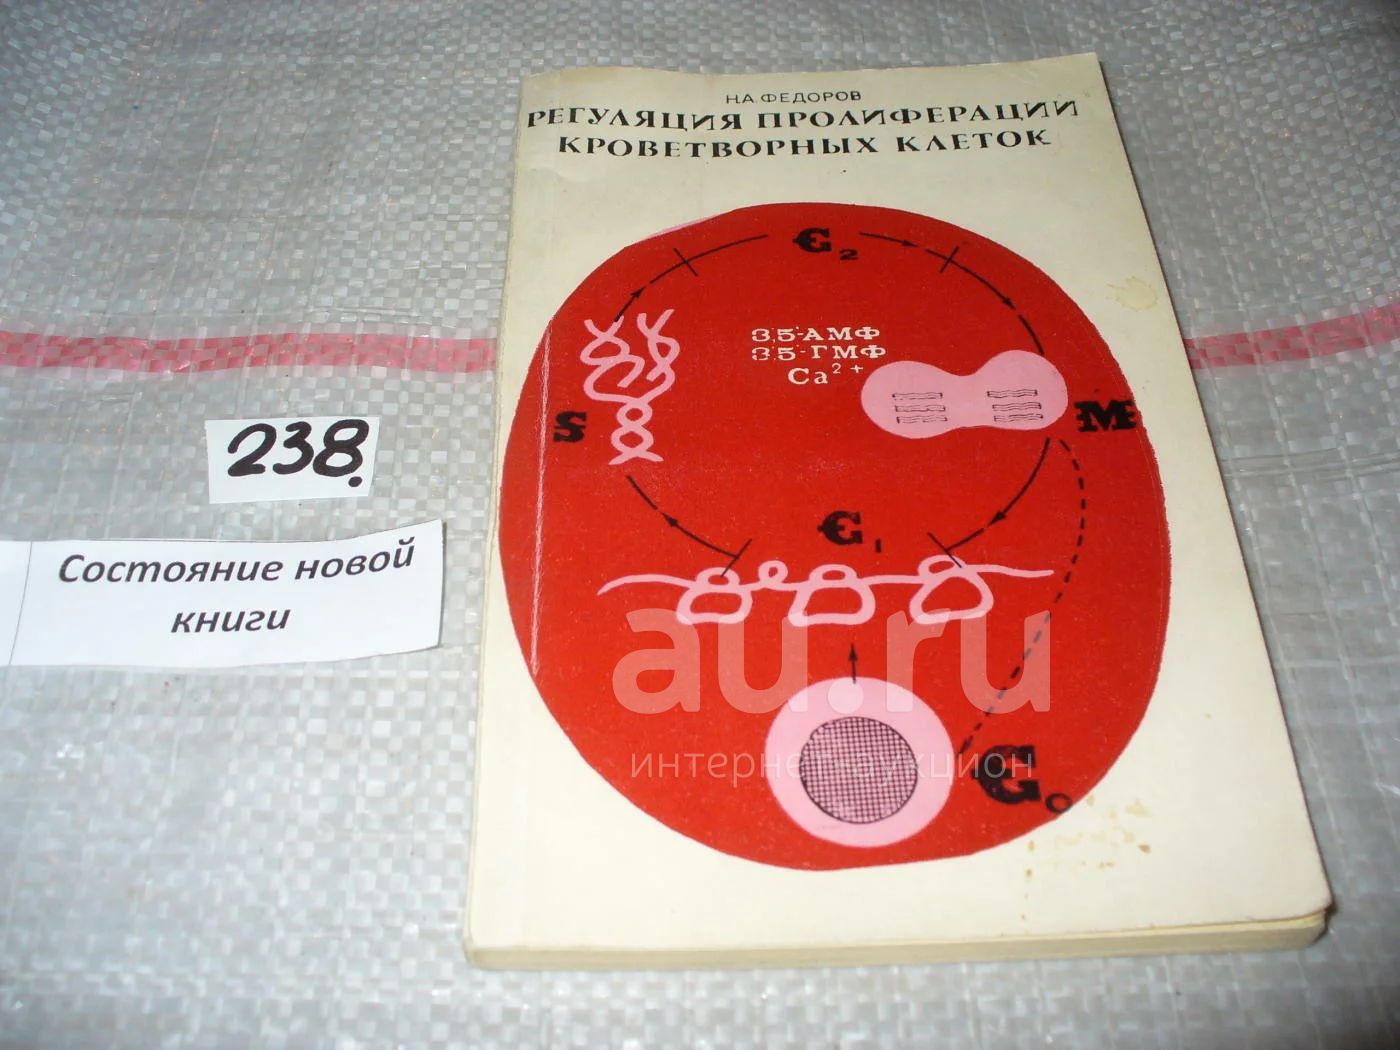 Н.А. ФЕДОРОВ
РЕГУЛЯЦИЯ ПРОЛИФЕРАЦИИ
КРОВЕТВОРНЫХ КЛЕТОК
G₂
3',5'-АМФ
3',5'-ГМФ
Ca²⁺
S
M
G₁
G₀
238.
Состояние новой
книги
au.ru
интернет-аукцион